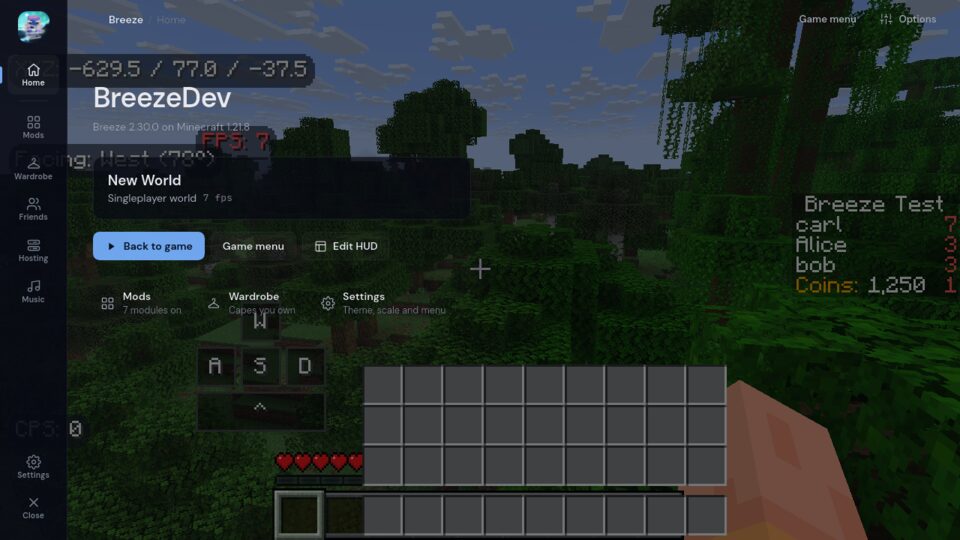 Breeze / Home
Game menu
Options
XYZ: -629.5 / 77.0 / -37.5
Home
BreezeDev
Breeze 2.30.0 on Minecraft 1.21.8
FPS: 7
Mods
Facing: West (78°)
Wardrobe
New World
Singleplayer world 7 fps
Friends
Breeze Test
carl 7
Alice 3
bob 3
Coins: 1,250 1
Hosting
Back to game
Game menu
Edit HUD
Music
Mods
7 modules on
Wardrobe
Capes you own
Settings
Theme, scale and menu
W
A S D
^
CPS: 0
Settings
Close